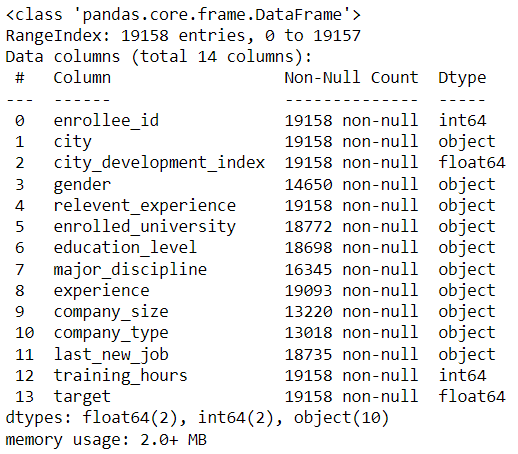 <class 'pandas.core.frame.DataFrame'>
RangeIndex: 19158 entries, 0 to 19157
Data columns (total 14 columns):
 #   Column                  Non-Null Count  Dtype
---  ------                  --------------  -----
 0   enrollee_id             19158 non-null  int64
 1   city                    19158 non-null  object
 2   city_development_index  19158 non-null  float64
 3   gender                  14650 non-null  object
 4   relevent_experience     19158 non-null  object
 5   enrolled_university     18772 non-null  object
 6   education_level         18698 non-null  object
 7   major_discipline        16345 non-null  object
 8   experience              19093 non-null  object
 9   company_size            13220 non-null  object
 10  company_type            13018 non-null  object
 11  last_new_job            18735 non-null  object
 12  training_hours          19158 non-null  int64
 13  target                  19158 non-null  float64
dtypes: float64(2), int64(2), object(10)
memory usage: 2.0+ MB